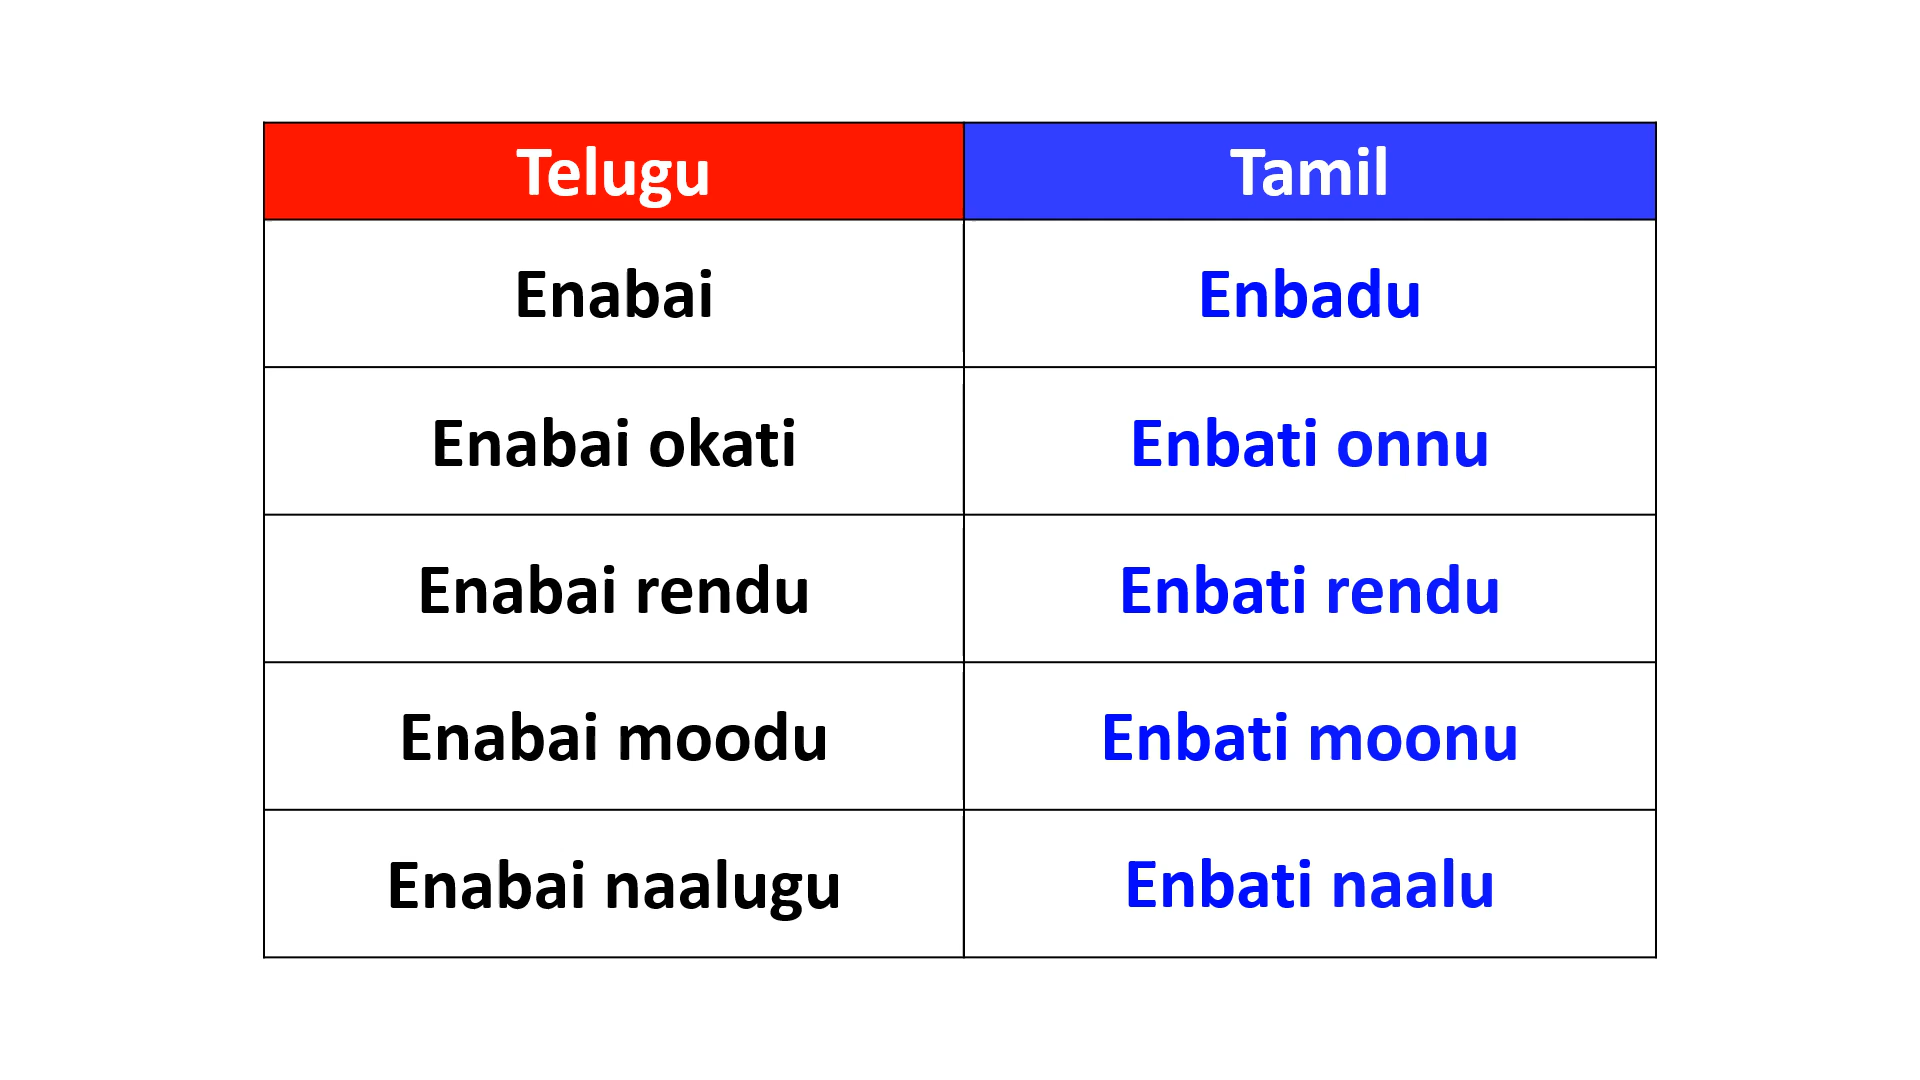 Telugu Tamil
Enabai Enbadu
Enabai okati Enbati onnu
Enabai rendu Enbati rendu
Enabai moodu Enbati moonu
Enabai naalugu Enbati naalu